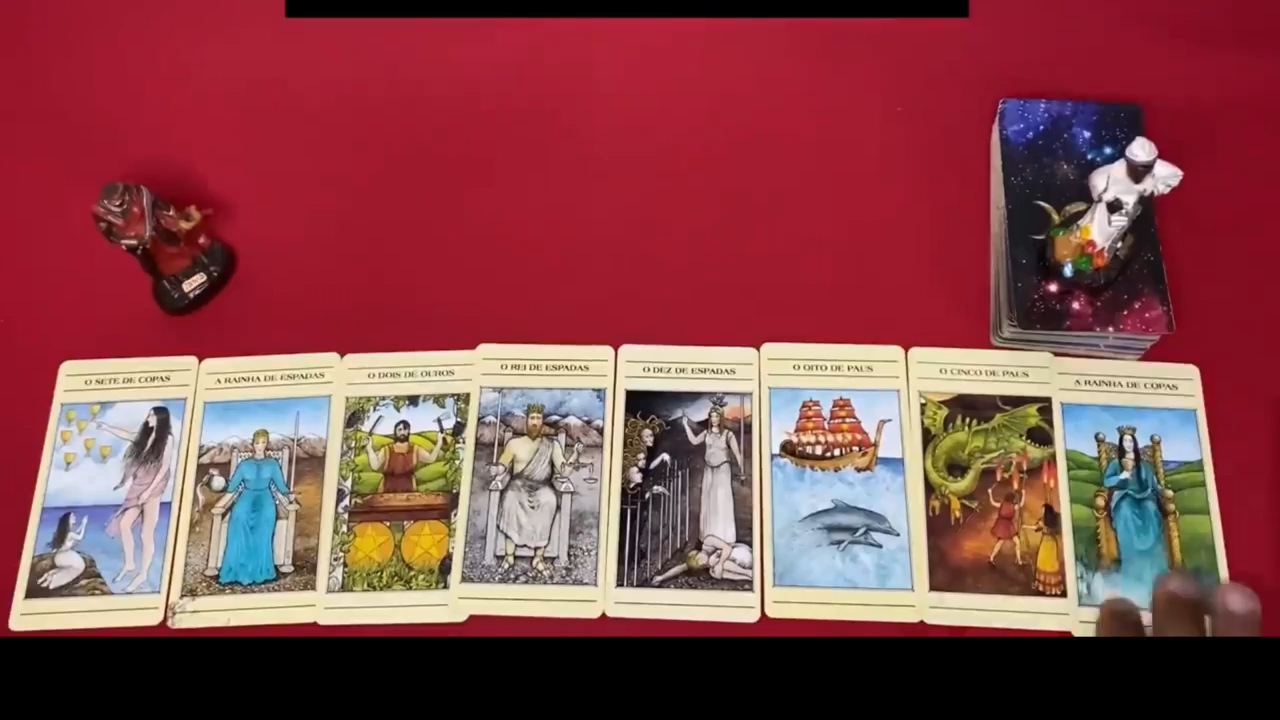 O SETE DE COPAS
A RAINHA DE ESPADAS
O DOIS DE OUROS
O REI DE ESPADAS
O DEZ DE ESPADAS
O OITO DE PAUS
O CINCO DE PAUS
A RAINHA DE COPAS